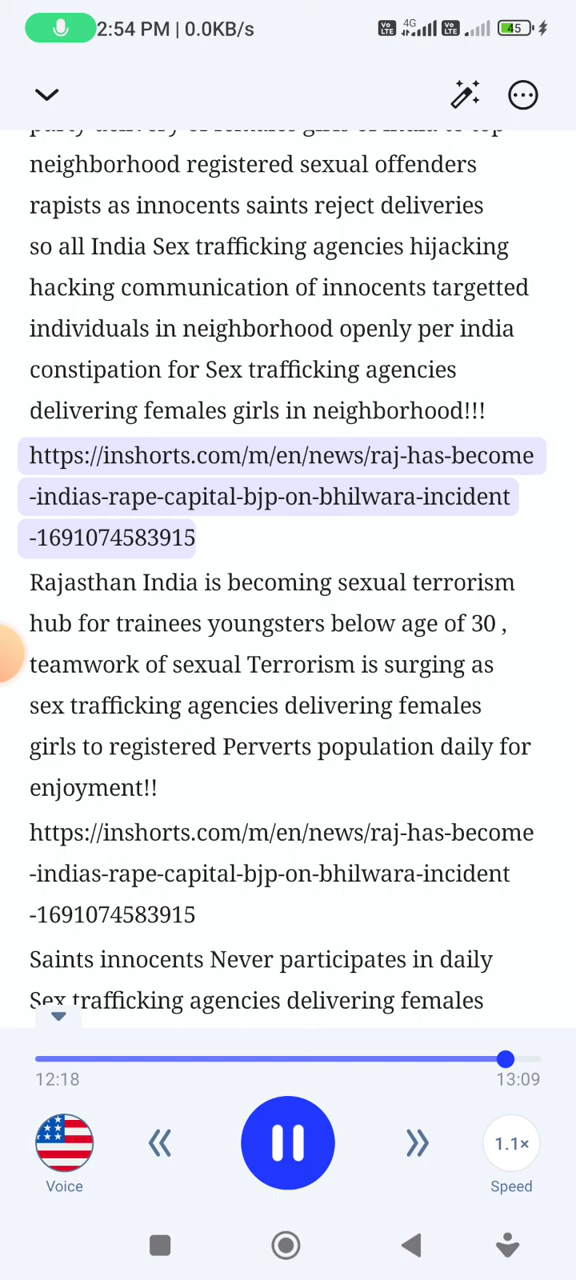 2:54 PM | 0.0KB/s
Vo LTE 4G Vo LTE 45
neighborhood registered sexual offenders
rapists as innocents saints reject deliveries
so all India Sex trafficking agencies hijacking
hacking communication of innocents targetted
individuals in neighborhood openly per india
constipation for Sex trafficking agencies
delivering females girls in neighborhood!!!
https://inshorts.com/m/en/news/raj-has-become
-indias-rape-capital-bjp-on-bhilwara-incident
-1691074583915
Rajasthan India is becoming sexual terrorism
hub for trainees youngsters below age of 30 ,
teamwork of sexual Terrorism is surging as
sex trafficking agencies delivering females
girls to registered Perverts population daily for
enjoyment!!
https://inshorts.com/m/en/news/raj-has-become
-indias-rape-capital-bjp-on-bhilwara-incident
-1691074583915
Saints innocents Never participates in daily
Sex trafficking agencies delivering females
12:18 13:09
1.1×
Voice Speed